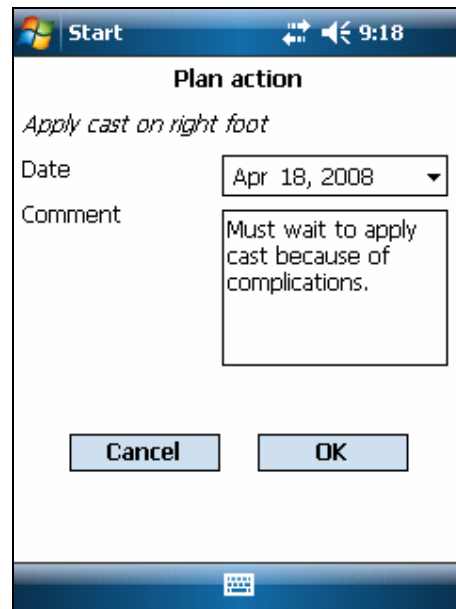 Start 9:18
Plan action
Apply cast on right foot
Date Apr 18, 2008
Comment
Must wait to apply
cast because of
complications.
Cancel OK